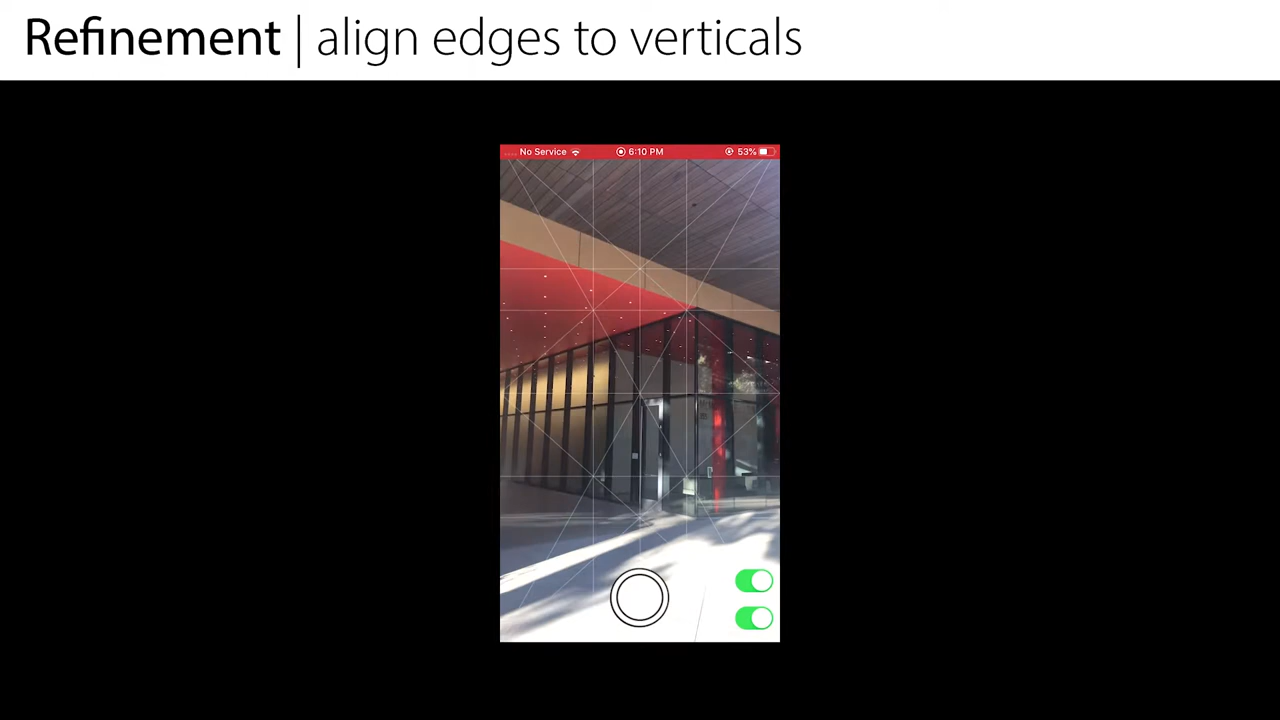 Refinement | align edges to verticals
No Service 6:10 PM 53%